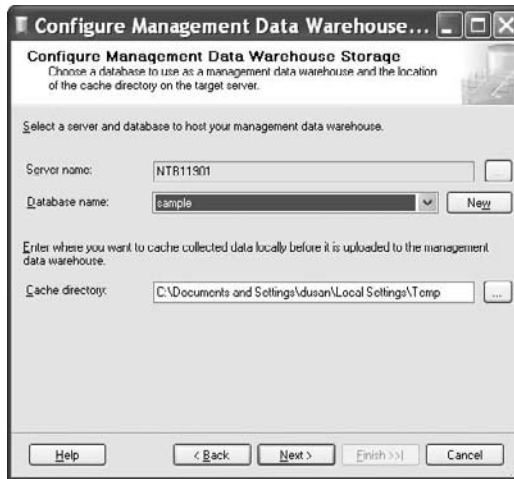 Configure Management Data Warehouse...
Configure Management Data Warehouse Storage
Choose a database to use as a management data warehouse and the location
of the cache directory on the target server.
Select a server and database to host your management data warehouse.
Server name: NTB11901 ...
Database name: sample New
Enter where you want to cache collected data locally before it is uploaded to the management
data warehouse.
Cache directory: C:\Documents and Settings\dusan\Local Settings\Temp ...
Help < Back Next > Finish >>| Cancel